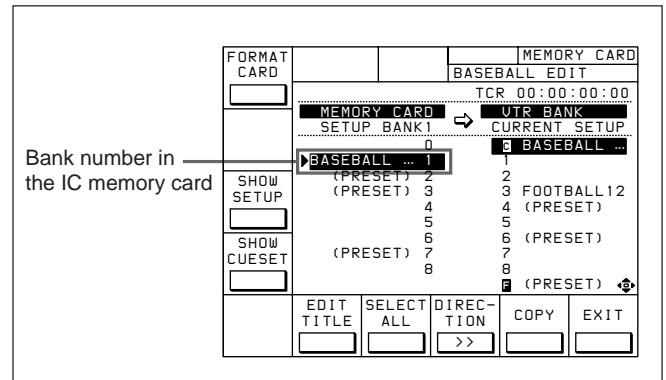 FORMAT CARD
MEMORY CARD
BASEBALL EDIT
TCR 00:00:00:00
MEMORY CARD VTR BANK
SETUP BANK1 CURRENT SETUP
0 C BASEBALL ...
Bank number in the IC memory card
BASEBALL ... 1 1
(PRESET) 2 2
SHOW SETUP
(PRESET) 3 3 FOOTBALL12
4 4 (PRESET)
5 5
SHOW CUESET
6 6 (PRESET)
(PRESET) 7 7
8 8
F (PRESET)
EDIT TITLE
SELECT ALL
DIREC-TION
>>
COPY
EXIT